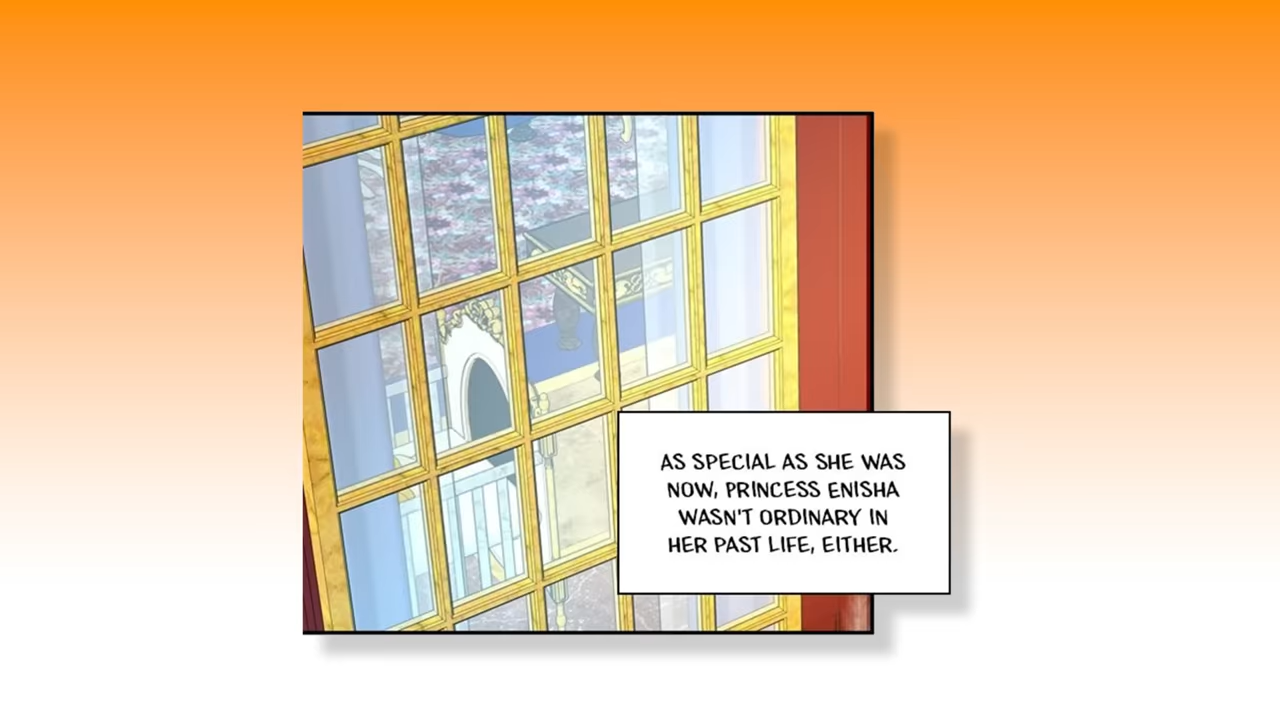 AS SPECIAL AS SHE WAS
NOW, PRINCESS ENISHA
WASN'T ORDINARY IN
HER PAST LIFE, EITHER.